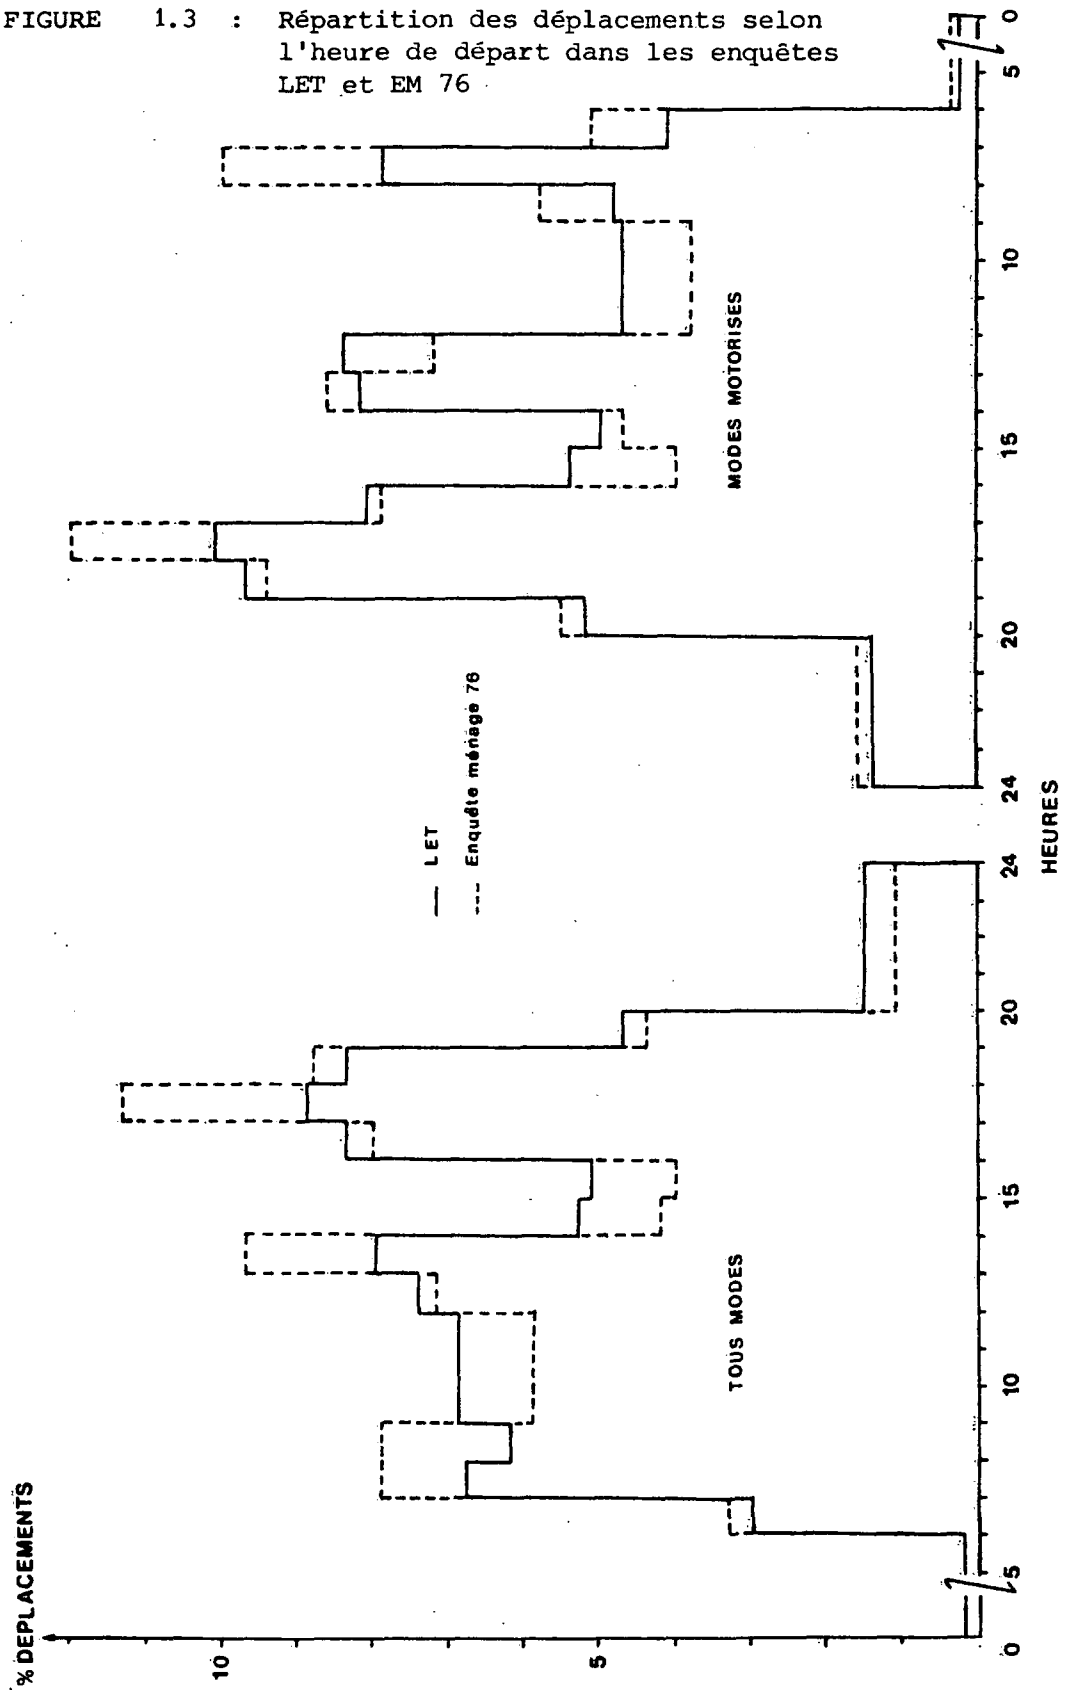 FIGURE 1.3 : Répartition des déplacements selon
l'heure de départ dans les enquêtes
LET et EM 76
% DEPLACEMENTS
10
5
0
5
10
15
20
24
TOUS MODES
LET
Enquête ménage 76
24
20
15
10
5
0
MODES MOTORISES
HEURES